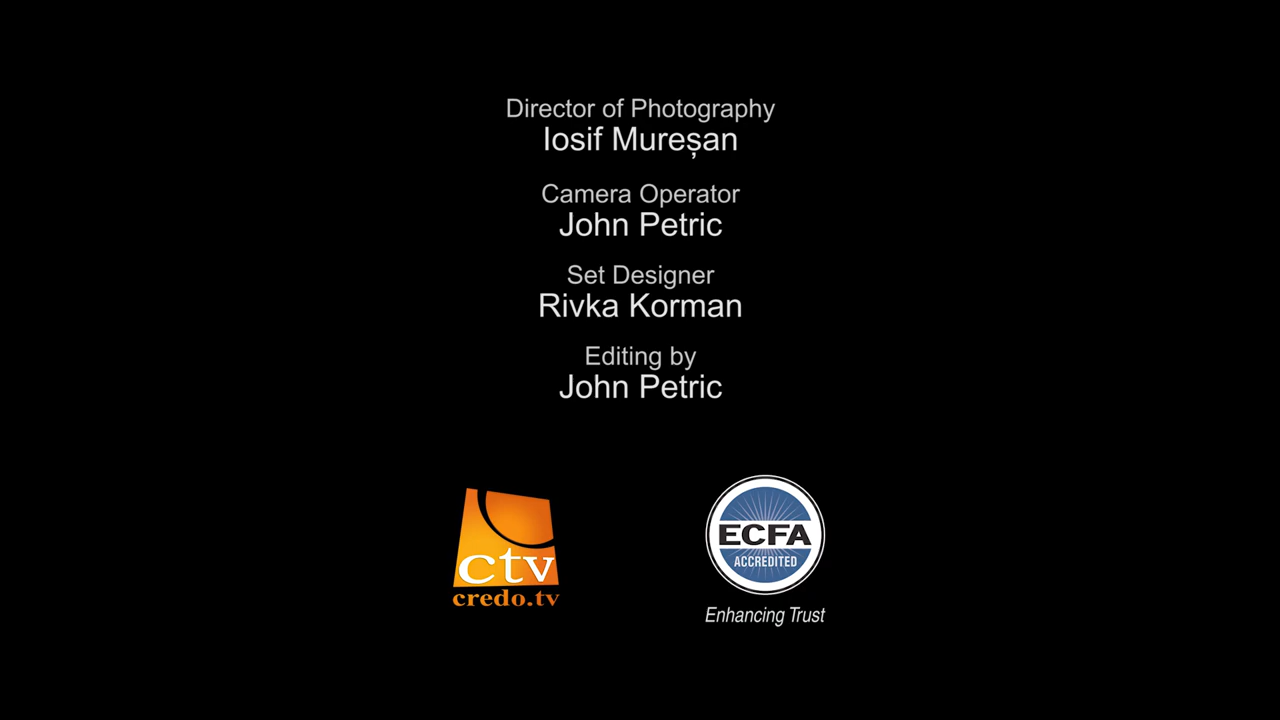 Director of Photography
Iosif Mureșan
Camera Operator
John Petric
Set Designer
Rivka Korman
Editing by
John Petric
ctv
credo.tv
ECFA
ACCREDITED
Enhancing Trust